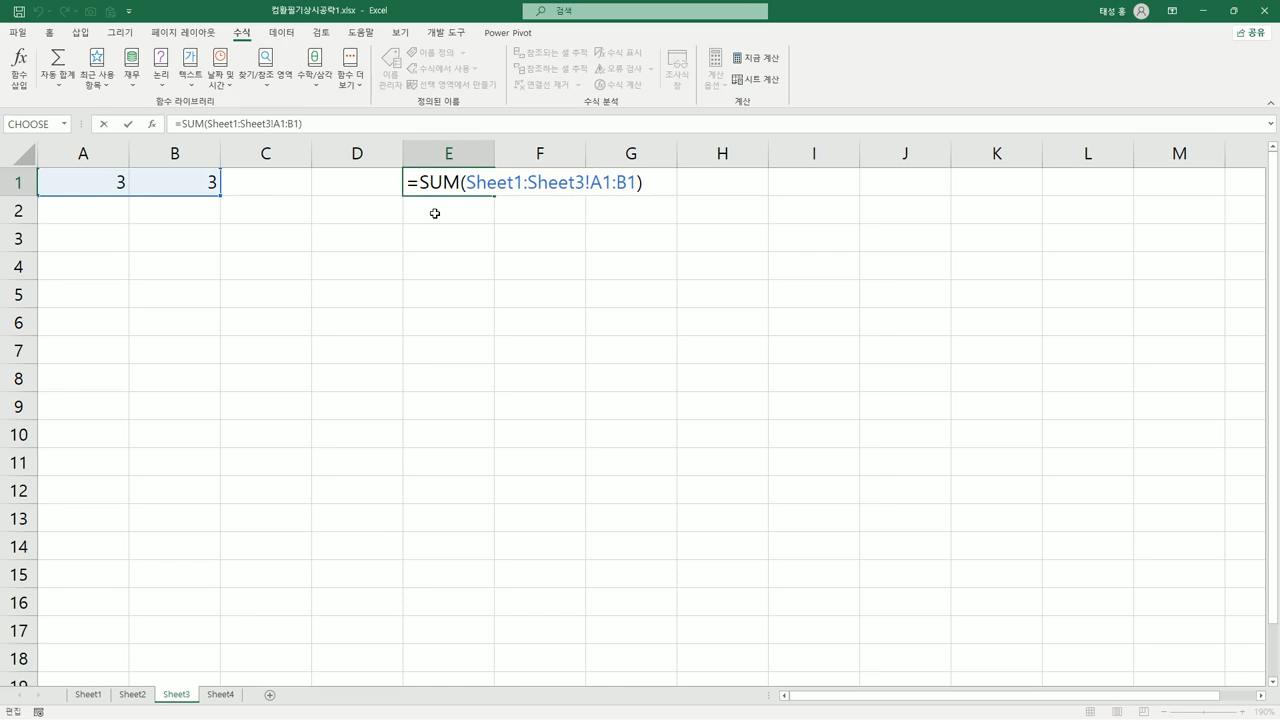 컴활필기상시공략1.xlsx - Excel
검색
태성 홍
파일 홈 삽입 그리기 페이지 레이아웃 수식 데이터 검토 보기 개발 도구 도움말 Power Pivot
공유
함수 삽입
자동 합계
최근 사용 항목
재무
논리
텍스트
날짜 및 시간
찾기/참조 영역
수학/삼각
함수 더 보기
함수 라이브러리
이름 관리자
이름 정의
수식에서 사용
선택 영역에서 만들기
정의된 이름
참조되는 셀 추적
참조하는 셀 추적
연결선 제거
수식 표시
오류 검사
수식 계산
조사식 창
수식 분석
계산 옵션
지금 계산
시트 계산
계산
CHOOSE
=SUM(Sheet1:Sheet3!A1:B1)
A B C D E F G H I J K L M
1 3 3 =SUM(Sheet1:Sheet3!A1:B1)
2
3
4
5
6
7
8
9
10
11
12
13
14
15
16
17
18
Sheet1 Sheet2 Sheet3 Sheet4
편집
190%